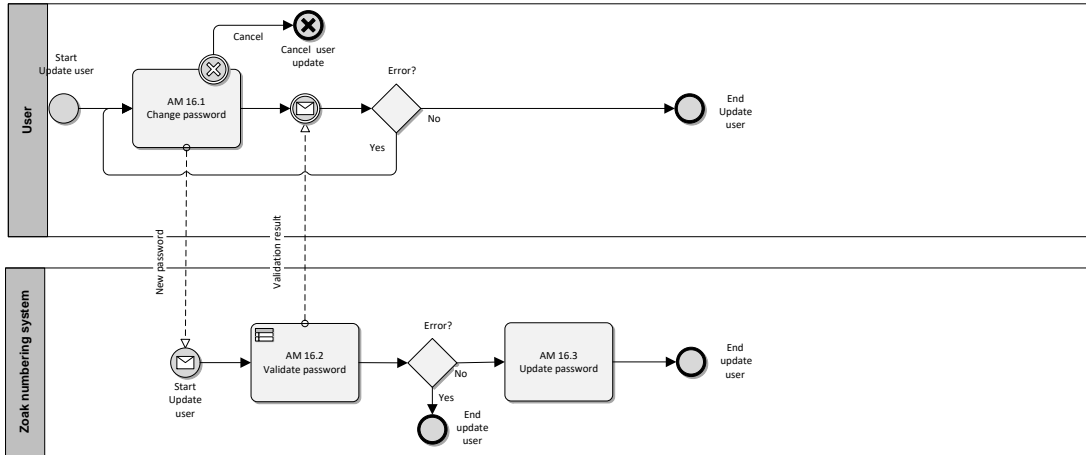 User
Start
Update user
AM 16.1
Change password
Cancel
Cancel user
update
Error?
No
Yes
End
Update
user
New password
Validation result
Zoak numbering system
Start
Update
user
AM 16.2
Validate password
Error?
No
Yes
End
update
user
AM 16.3
Update password
End
update
user